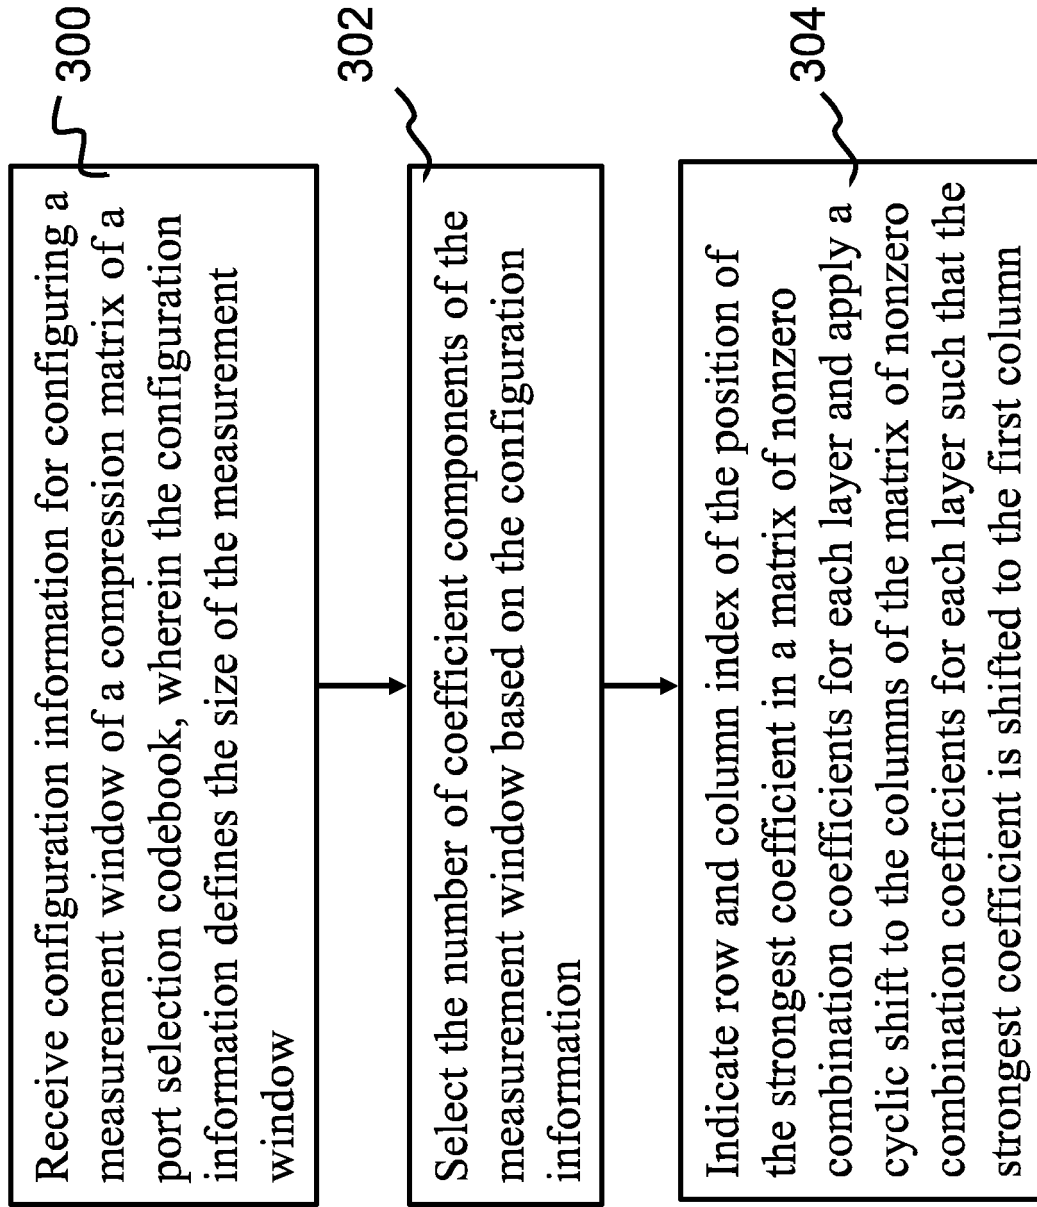 Receive configuration information for configuring a
measurement window of a compression matrix of a
port selection codebook, wherein the configuration
information defines the size of the measurement
window
300
Select the number of coefficient components of the
measurement window based on the configuration
information
302
Indicate row and column index of the position of
the strongest coefficient in a matrix of nonzero
combination coefficients for each layer and apply a
cyclic shift to the columns of the matrix of nonzero
combination coefficients for each layer such that the
strongest coefficient is shifted to the first column
304